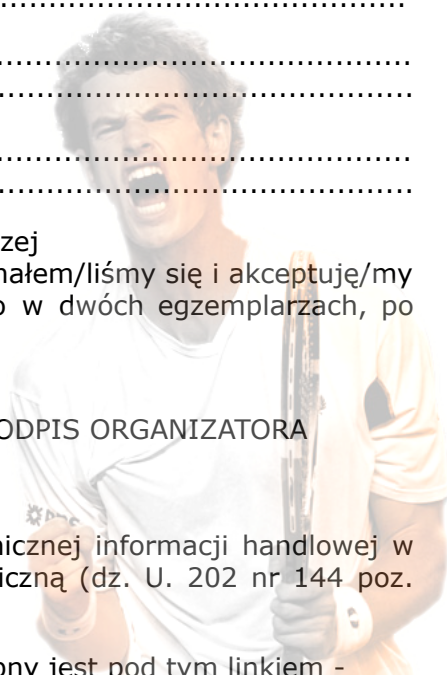 ..................................................
..................................................
..................................................
..................................................
..................................................
zej
nałem/liśmy się i akceptuję/my
o w dwóch egzemplarzach, po
ODPIS ORGANIZATORA
nicznej informacji handlowej w
niczną (dz. U. 202 nr 144 poz.
ony jest pod tym linkiem -